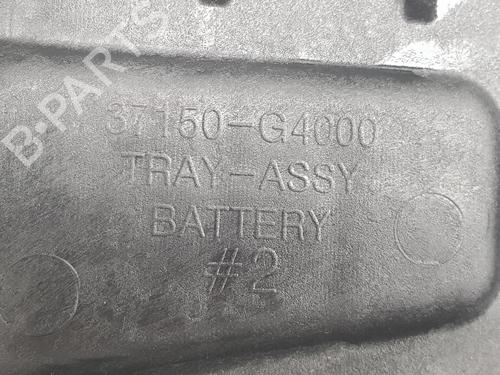 B-PARTS
37150-G4000
TRAY-ASSY
BATTERY
#2